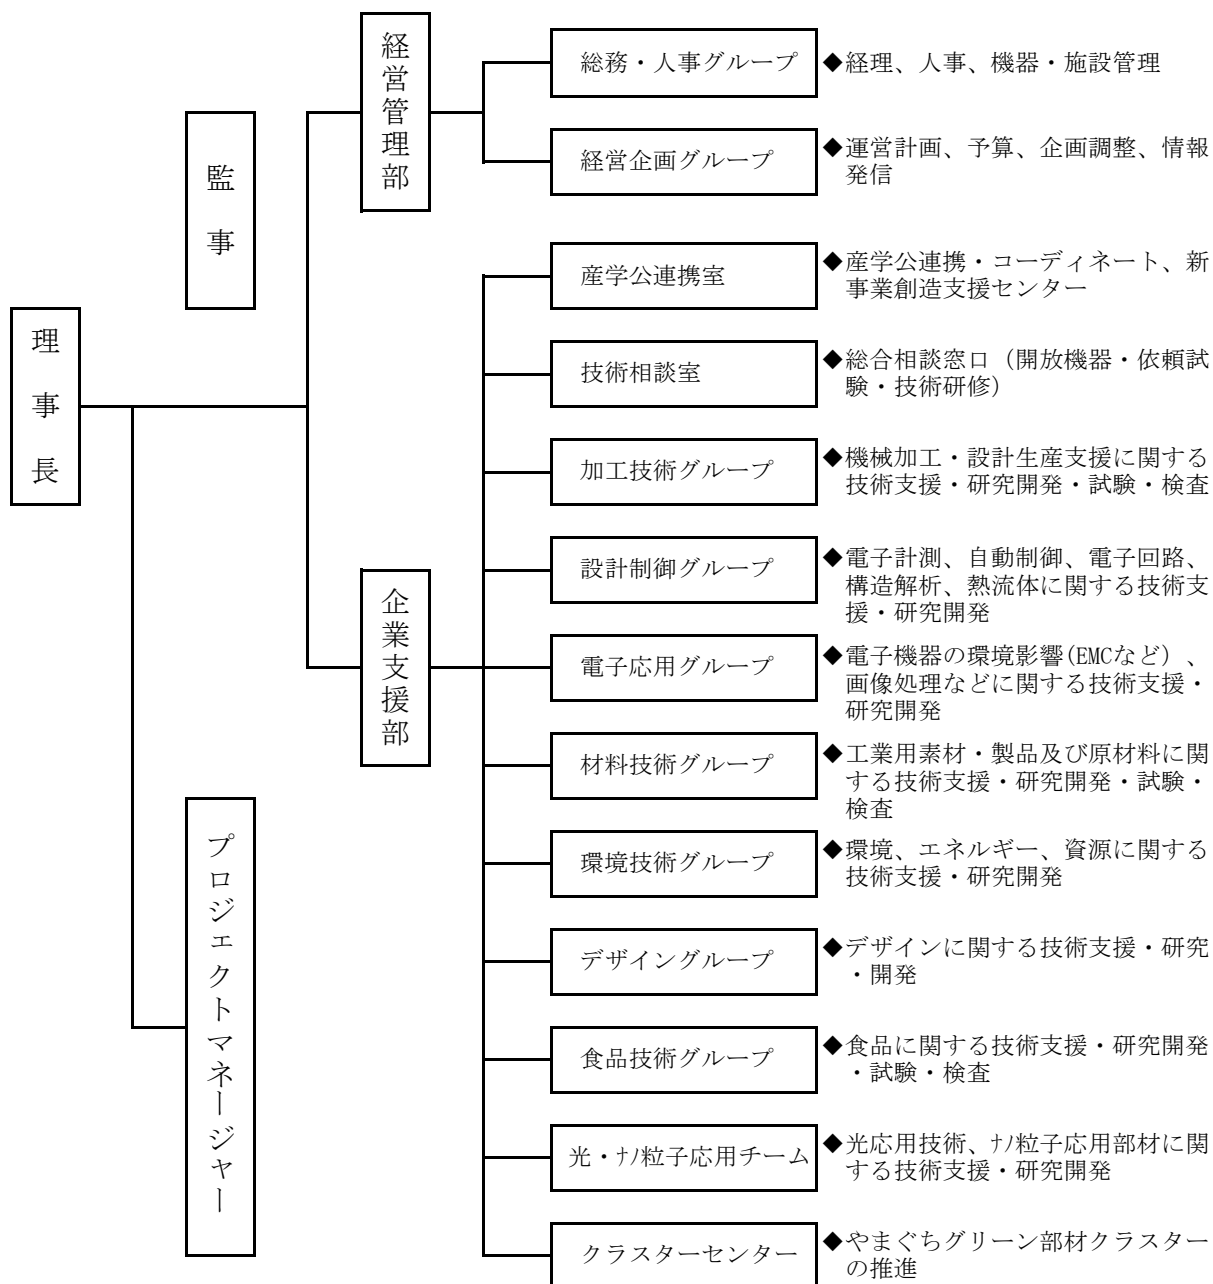 理事長
監事
プロジェクトマネージャー
経営管理部
総務・人事グループ
◆経理、人事、機器・施設管理
経営企画グループ
◆運営計画、予算、企画調整、情報
発信
企業支援部
産学公連携室
◆産学公連携・コーディネート、新
事業創造支援センター
技術相談室
◆総合相談窓口（開放機器・依頼試
験・技術研修）
加工技術グループ
◆機械加工・設計生産支援に関する
技術支援・研究開発・試験・検査
設計制御グループ
◆電子計測、自動制御、電子回路、
構造解析、熱流体に関する技術支
援・研究開発
電子応用グループ
◆電子機器の環境影響(EMCなど）、
画像処理などに関する技術支援・
研究開発
材料技術グループ
◆工業用素材・製品及び原材料に関
する技術支援・研究開発・試験・
検査
環境技術グループ
◆環境、エネルギー、資源に関する
技術支援・研究開発
デザイングループ
◆デザインに関する技術支援・研究
・開発
食品技術グループ
◆食品に関する技術支援・研究開発
・試験・検査
光・ﾅﾉ粒子応用チーム
◆光応用技術、ﾅﾉ粒子応用部材に関
する技術支援・研究開発
クラスターセンター
◆やまぐちグリーン部材クラスター
の推進